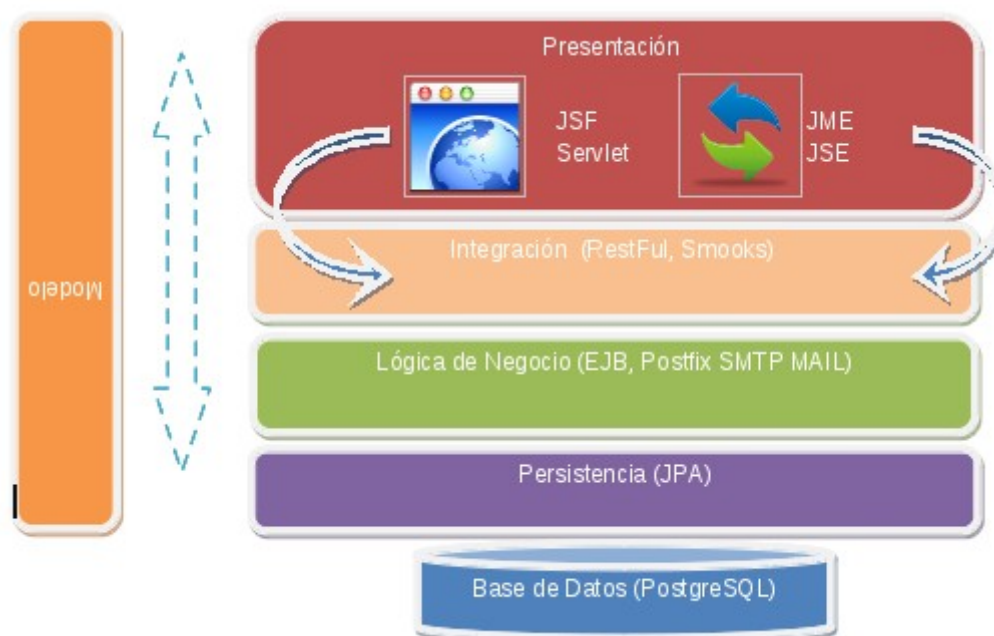 Modelo
Presentación
JSF
Servlet
JME
JSE
Integración (RestFul, Smooks)
Lógica de Negocio (EJB, Postfix SMTP MAIL)
Persistencia (JPA)
Base de Datos (PostgreSQL)